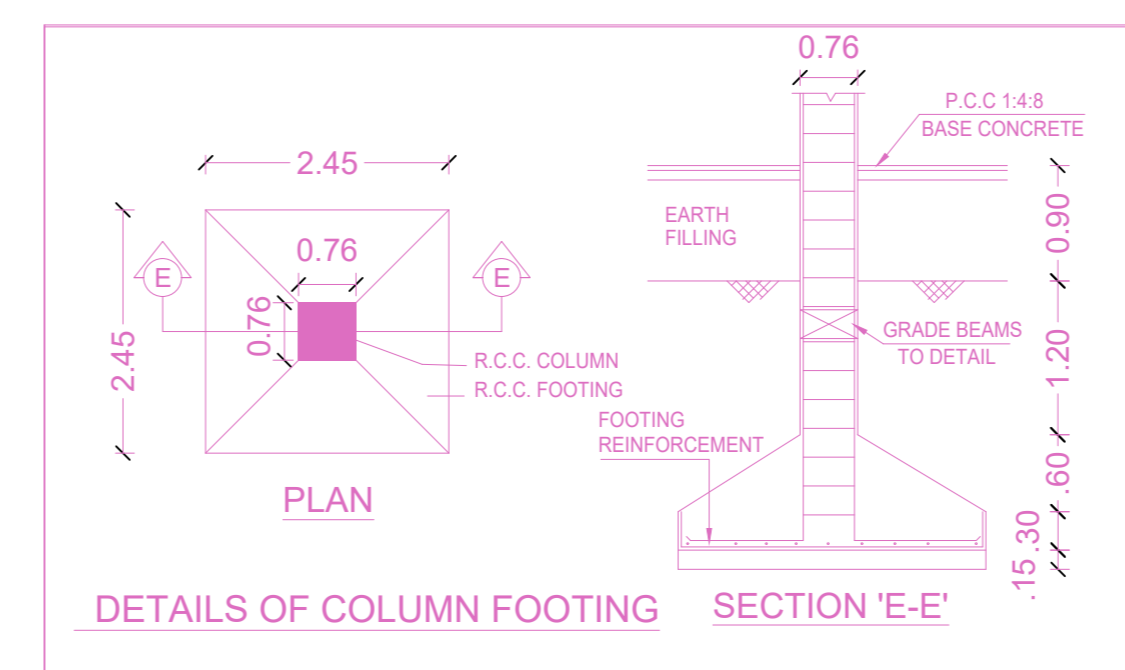 2.45
2.45
E
0.76
0.76
E
R.C.C. COLUMN
R.C.C. FOOTING
PLAN
DETAILS OF COLUMN FOOTING
0.76
P.C.C 1:4:8
BASE CONCRETE
EARTH
FILLING
0.90
GRADE BEAMS
TO DETAIL
1.20
FOOTING
REINFORCEMENT
.60
.30
.15
SECTION 'E-E'